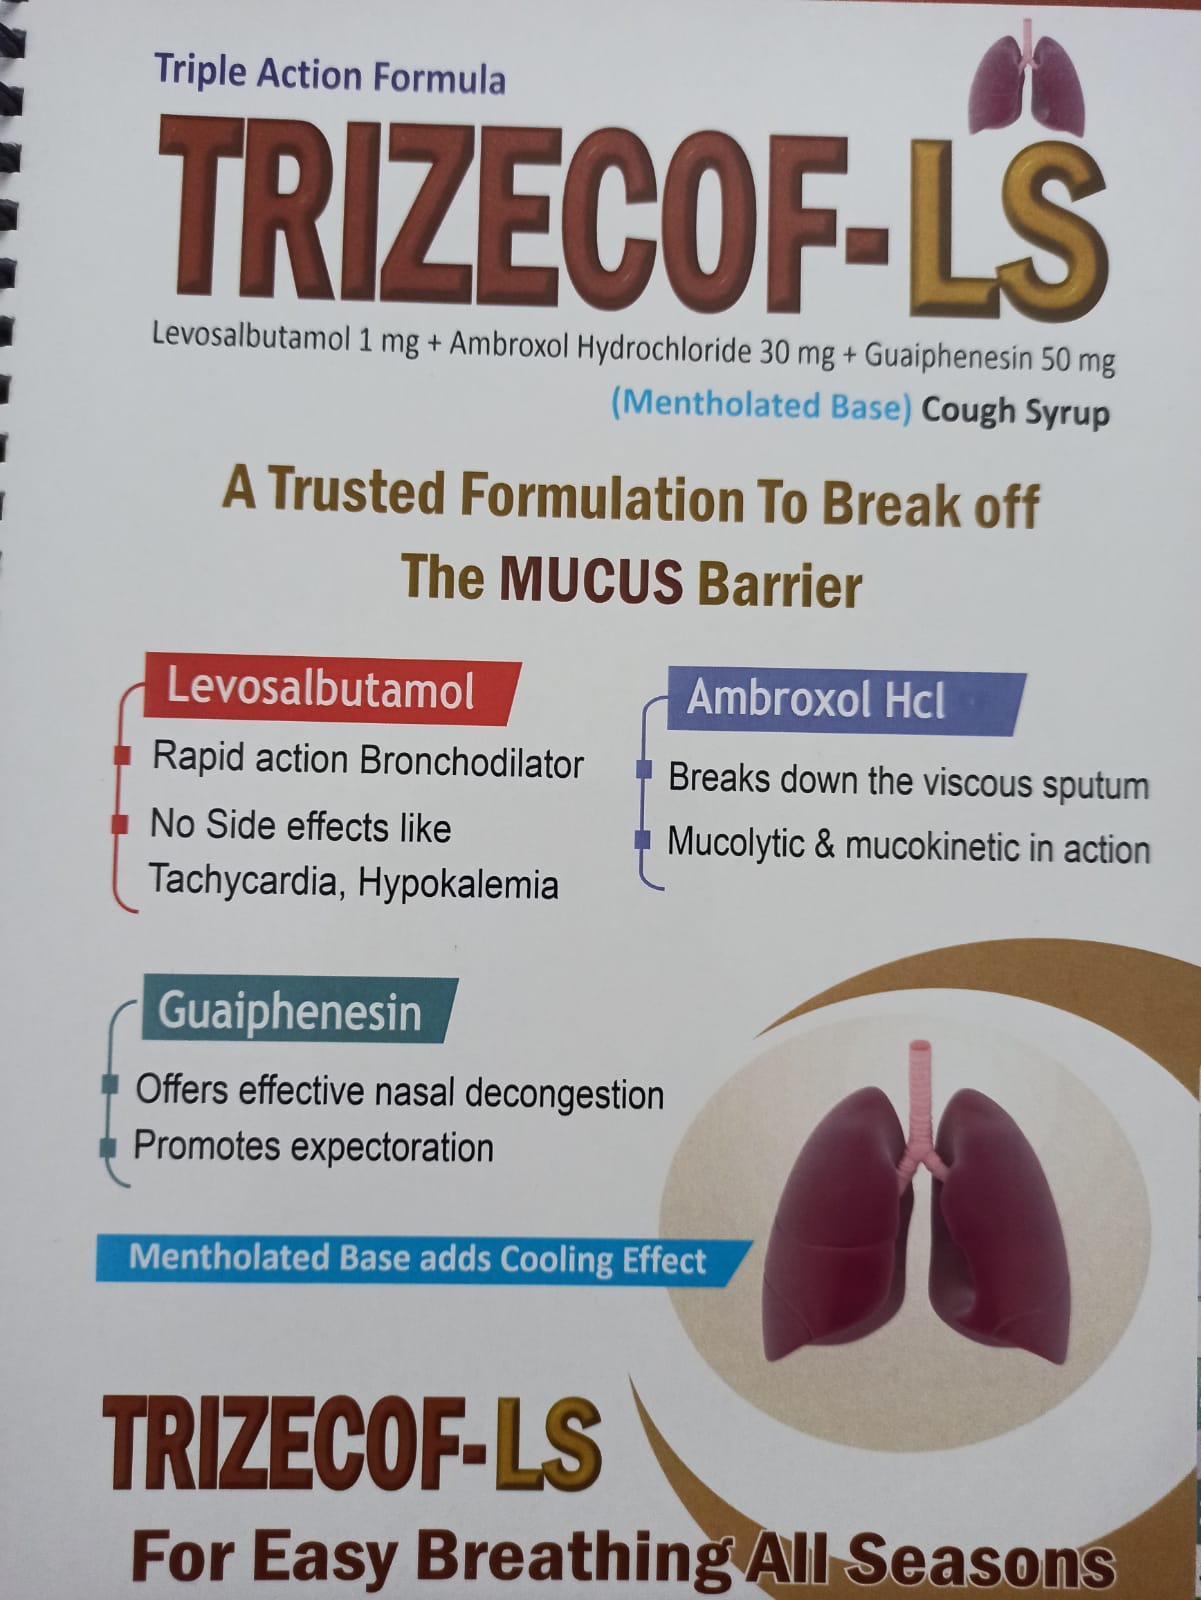 Triple Action Formula
TRIZECOF-LS
Levosalbutamol 1 mg + Ambroxol Hydrochloride 30 mg + Guaiphenesin 50 mg
(Mentholated Base) Cough Syrup
A Trusted Formulation To Break off
The MUCUS Barrier
Levosalbutamol
Rapid action Bronchodilator
No Side effects like
Tachycardia, Hypokalemia
Ambroxol Hcl
Breaks down the viscous sputum
Mucolytic & mucokinetic in action
Guaiphenesin
Offers effective nasal decongestion
Promotes expectoration
Mentholated Base adds Cooling Effect
TRIZECOF-LS
For Easy Breathing All Seasons